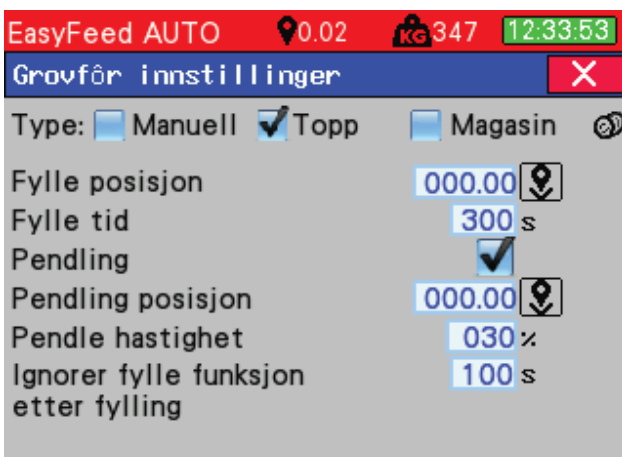 EasyFeed AUTO 0.02 KG 347 12:33:53
Grovfôr innstillinger X
Type: Manuell Topp Magasin
Fylle posisjon 000.00
Fylle tid 300 s
Pendling
Pendling posisjon 000.00
Pendle hastighet 030 %
Ignorer fylle funksjon 100 s
etter fylling